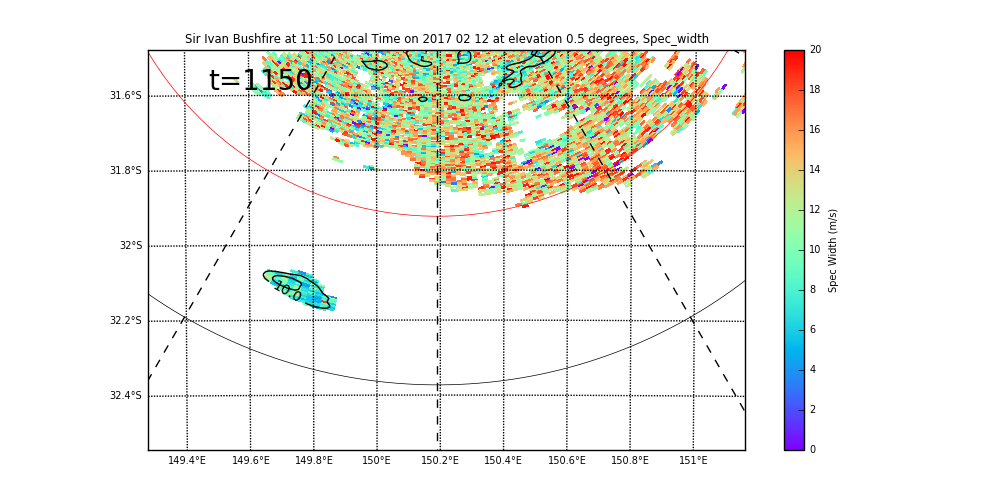 Sir Ivan Bushfire at 11:50 Local Time on 2017 02 12 at elevation 0.5 degrees, Spec_width
t=1150
31.6°S
31.8°S
32°S
32.2°S
32.4°S
10.0
149.4°E 149.6°E 149.8°E 150°E 150.2°E 150.4°E 150.6°E 150.8°E 151°E
20
18
16
14
12
10
8
6
4
2
0
Spec Width (m/s)